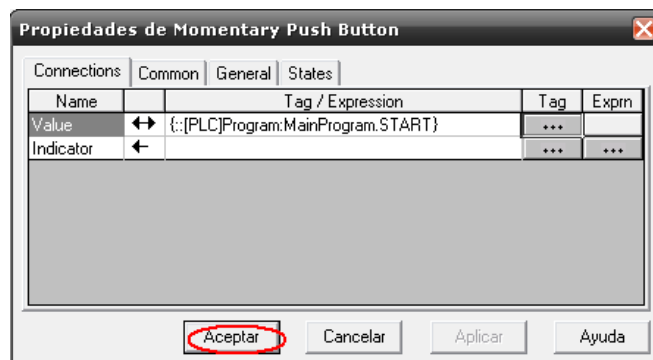 Propiedades de Momentary Push Button
Connections Common General States
Name Tag / Expression Tag Exprn
Value {::[PLC]Program:MainProgram.START} ...
Indicator ... ...
Aceptar Cancelar Aplicar Ayuda